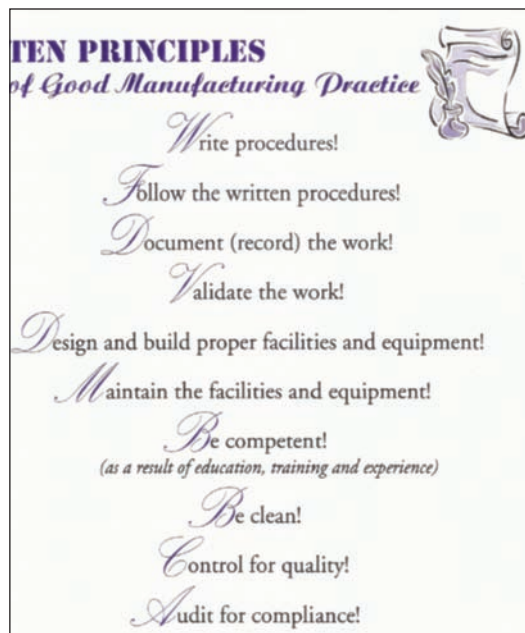 TEN PRINCIPLES
of Good Manufacturing Practice
Write procedures!
Follow the written procedures!
Document (record) the work!
Validate the work!
Design and build proper facilities and equipment!
Maintain the facilities and equipment!
Be competent!
(as a result of education, training and experience)
Be clean!
Control for quality!
Audit for compliance!